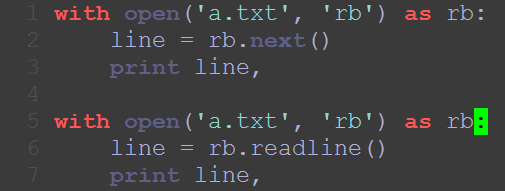 1 with open('a.txt', 'rb') as rb:
2     line = rb.next()
3     print line,
4
5 with open('a.txt', 'rb') as rb:
6     line = rb.readline()
7     print line,